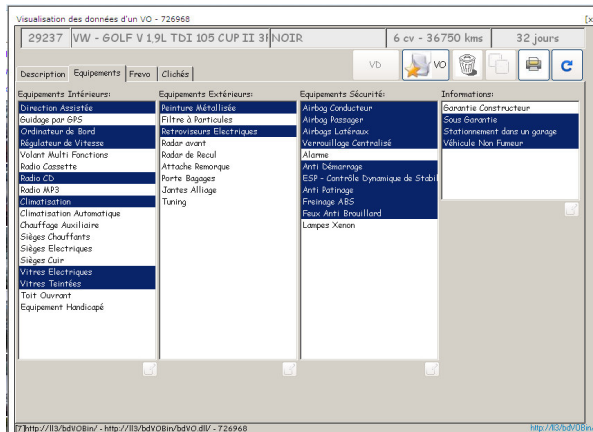 Visualisation des données d'un VO - 726968
[x
29237 VW - GOLF V 1,9L TDI 105 CUP II 3P NOIR 6 cv - 36750 kms 32 jours
VD VO
Description Equipements Frevo Clichés
Equipements Intérieurs:
Direction Assistée
Guidage par GPS
Ordinateur de Bord
Régulateur de Vitesse
Volant Multi Fonctions
Radio Cassette
Radio CD
Radio MP3
Climatisation
Climatisation Automatique
Chauffage Auxiliaire
Sièges Chauffants
Sièges Electriques
Sièges Cuir
Vitres Electriques
Vitres Teintées
Toit Ouvrant
Equipement Handicapé
Equipements Extérieurs:
Peinture Métallisée
Filtre à Particules
Retroviseurs Electriques
Radar avant
Radar de Recul
Attache Remorque
Porte Bagages
Jantes Alliage
Tuning
Equipements Sécurité:
Airbag Conducteur
Airbag Passager
Airbags Latéraux
Verrouillage Centralisé
Alarme
Anti Démarrage
ESP - Contrôle Dynamique de Stabil
Anti Patinage
Freinage ABS
Feux Anti Brouillard
Lampes Xenon
Informations:
Garantie Constructeur
Sous Garantie
Stationnement dans un garage
Véhicule Non Fumeur
[7]http://ll3/bdVOBin/ - http://ll3/bdVOBin/bdVO.dll/ - 726968
http://ll3/bdVOBin/